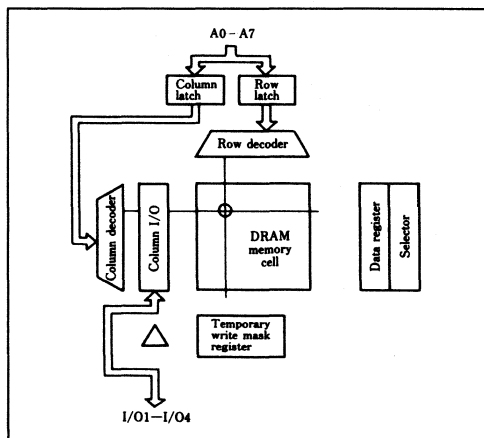 A0 – A7
Column
latch
Row
latch
Row decoder
Column decoder
Column I/O
DRAM
memory
cell
Data register
Selector
Temporary
write mask
register
I/O1—I/O4